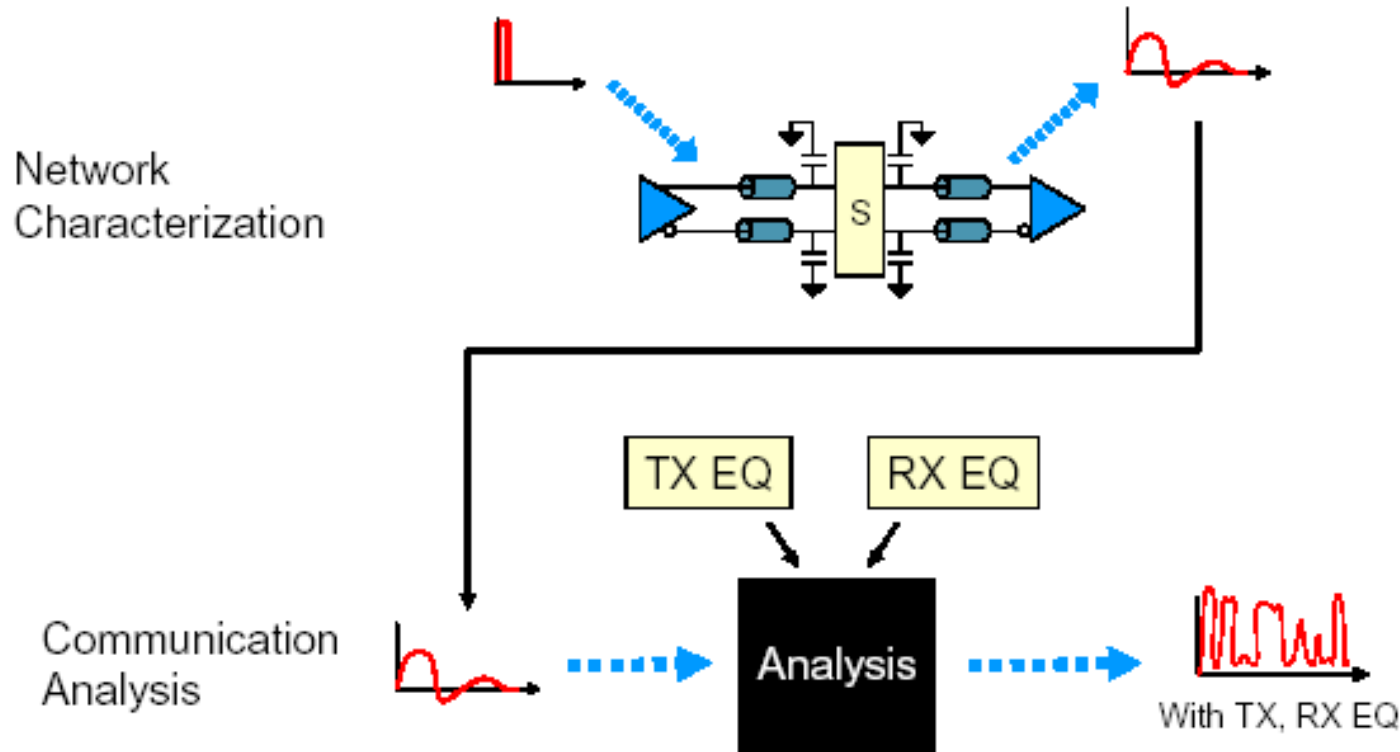 Network
Characterization
S
TX EQ
RX EQ
Communication
Analysis
Analysis
With TX, RX EQ